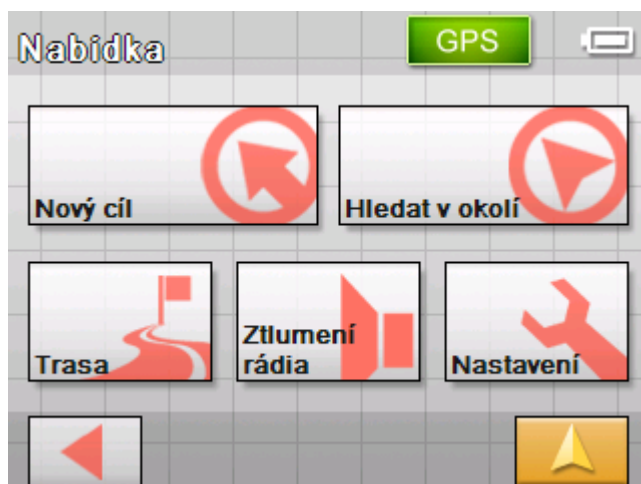 Nabídka
GPS
Nový cíl
Hledat v okolí
Trasa
Ztlumení
rádia
Nastavení